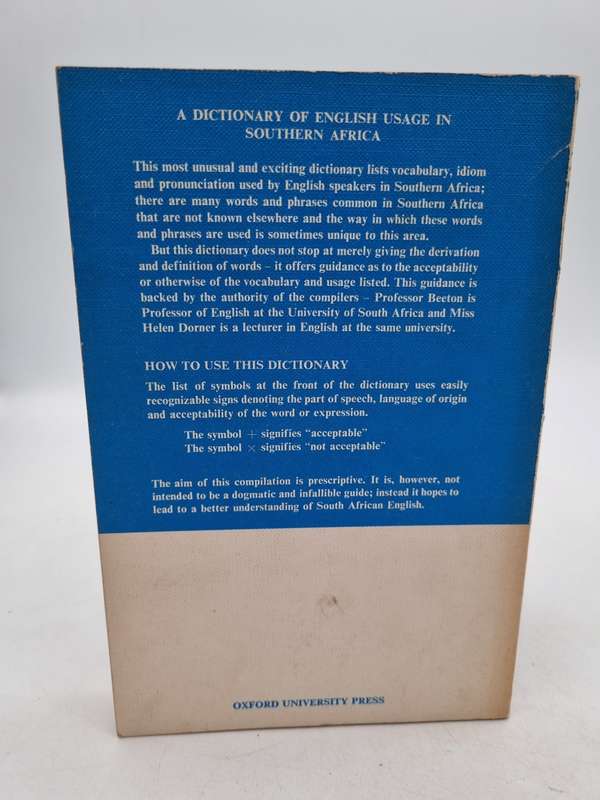 A DICTIONARY OF ENGLISH USAGE IN
SOUTHERN AFRICA
This most unusual and exciting dictionary lists vocabulary, idiom
and pronunciation used by English speakers in Southern Africa;
there are many words and phrases common in Southern Africa
that are not known elsewhere and the way in which these words
and phrases are used is sometimes unique to this area.
But this dictionary does not stop at merely giving the derivation
and definition of words – it offers guidance as to the acceptability
or otherwise of the vocabulary and usage listed. This guidance is
backed by the authority of the compilers – Professor Beeton is
Professor of English at the University of South Africa and Miss
Helen Dorner is a lecturer in English at the same university.
HOW TO USE THIS DICTIONARY
The list of symbols at the front of the dictionary uses easily
recognizable signs denoting the part of speech, language of origin
and acceptability of the word or expression.
The symbol + signifies "acceptable"
The symbol × signifies "not acceptable"
The aim of this compilation is prescriptive. It is, however, not
intended to be a dogmatic and infallible guide; instead it hopes to
lead to a better understanding of South African English.
OXFORD UNIVERSITY PRESS